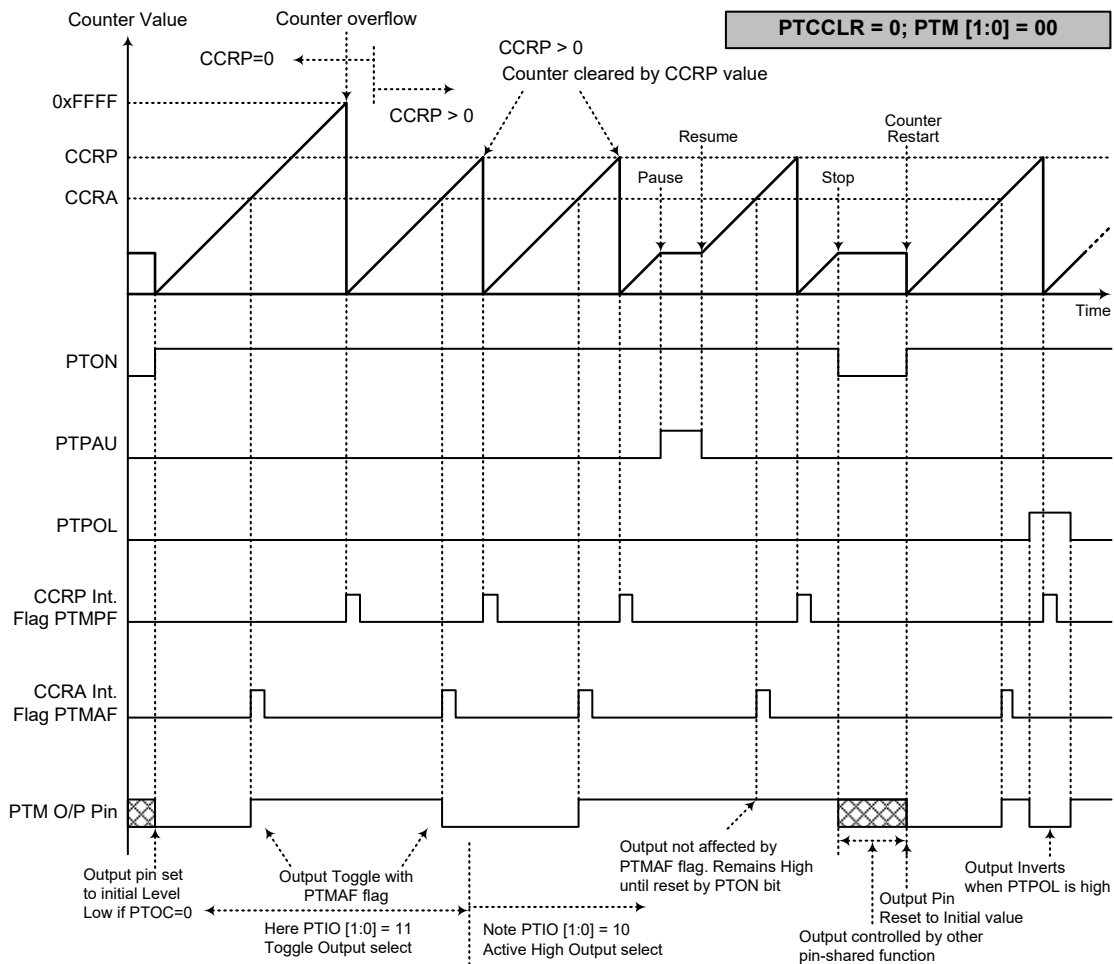 Counter Value
Counter overflow
PTCCLR = 0; PTM [1:0] = 00
CCRP=0
CCRP > 0
CCRP > 0
Counter cleared by CCRP value
0xFFFF
CCRP
CCRA
Pause
Resume
Stop
Counter
Restart
Time
PTON
PTPAU
PTPOL
CCRP Int.
Flag PTMPF
CCRA Int.
Flag PTMAF
PTM O/P Pin
Output pin set
to initial Level
Low if PTOC=0
Output Toggle with
PTMAF flag
Here PTIO [1:0] = 11
Toggle Output select
Note PTIO [1:0] = 10
Active High Output select
Output not affected by
PTMAF flag. Remains High
until reset by PTON bit
Output Pin
Reset to Initial value
Output controlled by other
pin-shared function
Output Inverts
when PTPOL is high